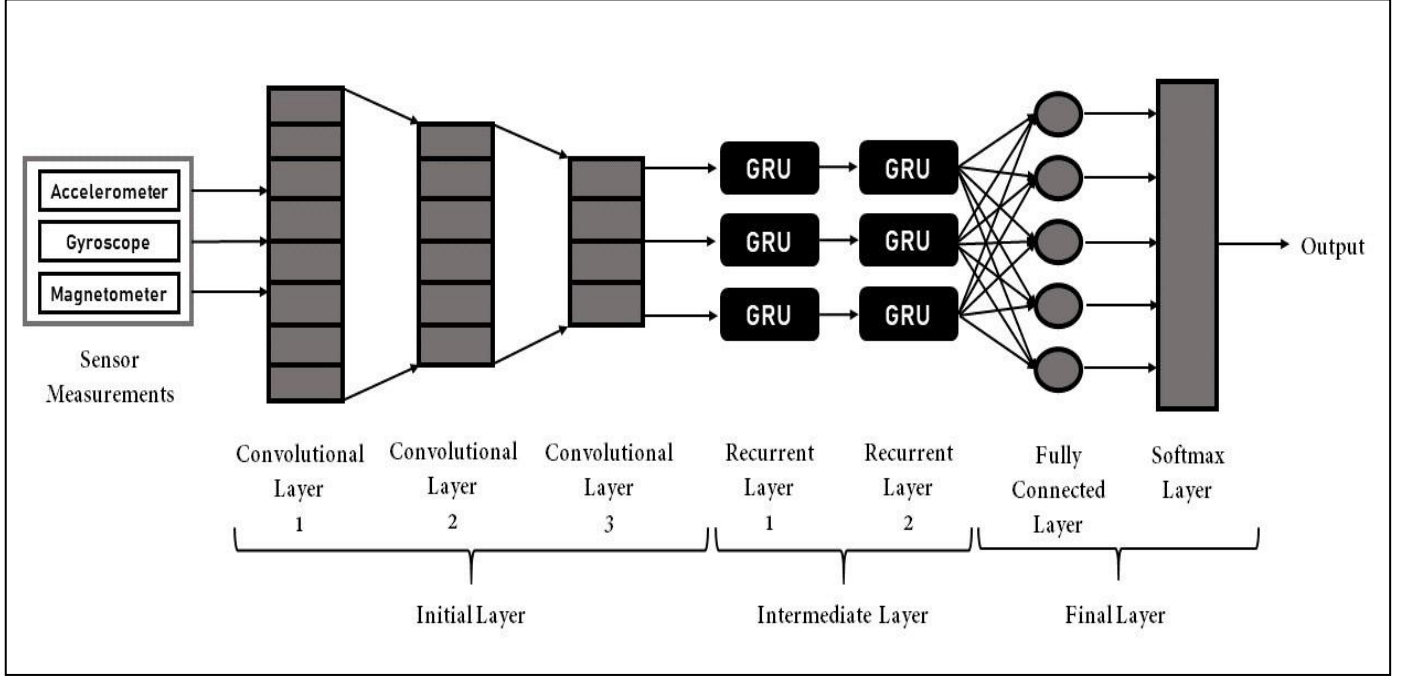 Accelerometer
Gyroscope
Magnetometer
Sensor
Measurements
GRU
GRU
GRU
GRU
GRU
GRU
Output
Convolutional
Layer
1
Convolutional
Layer
2
Convolutional
Layer
3
Recurrent
Layer
1
Recurrent
Layer
2
Fully
Connected
Layer
Softmax
Layer
Initial Layer
Intermediate Layer
Final Layer